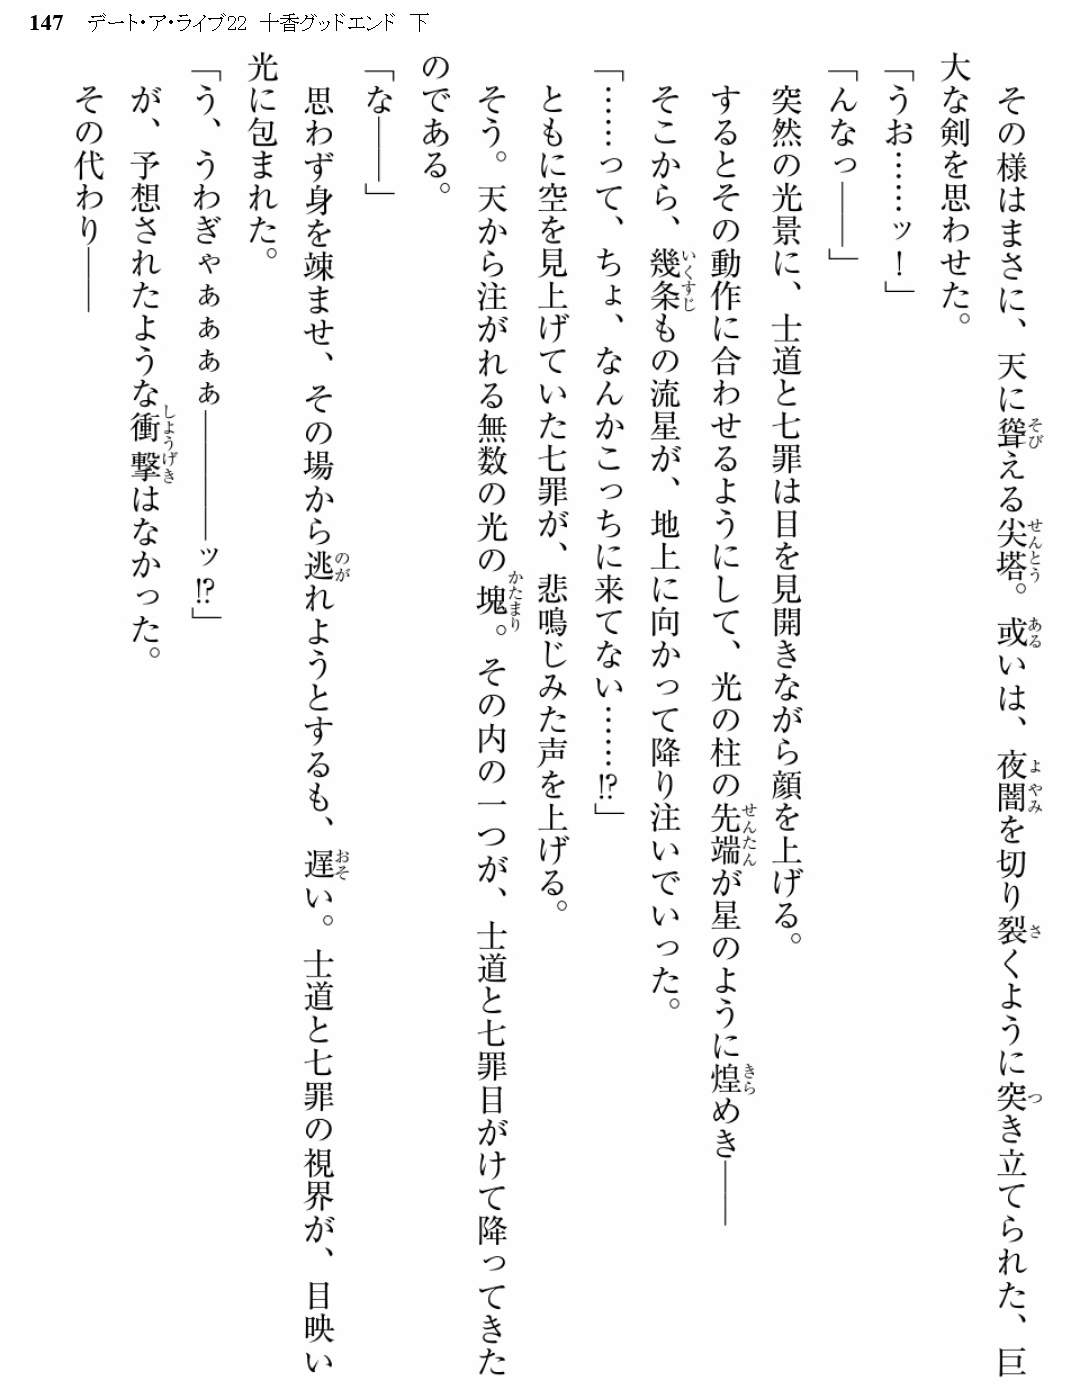 147 デート・ア・ライブ22 十香グッドエンド 下
その様はまさに、天に聳える尖塔。或いは、夜闇を切り裂くように突き立てられた、巨
大な剣を思わせた。
「うお……ッ！」
「んなっ――」
突然の光景に、士道と七罪は目を見開きながら顔を上げる。
するとその動作に合わせるようにして、光の柱の先端が星のように煌めき――
そこから、幾条もの流星が、地上に向かって降り注いでいった。
「……って、ちょ、なんかこっちに来てない……⁉」
ともに空を見上げていた七罪が、悲鳴じみた声を上げる。
そう。天から注がれる無数の光の塊。その内の一つが、士道と七罪目がけて降ってきた
のである。
「な――」
思わず身を竦ませ、その場から逃れようとするも、遅い。士道と七罪の視界が、目映い
光に包まれた。
「う、うわぎゃぁぁぁぁ――――ッ⁉」
が、予想されたような衝撃はなかった。
その代わり――